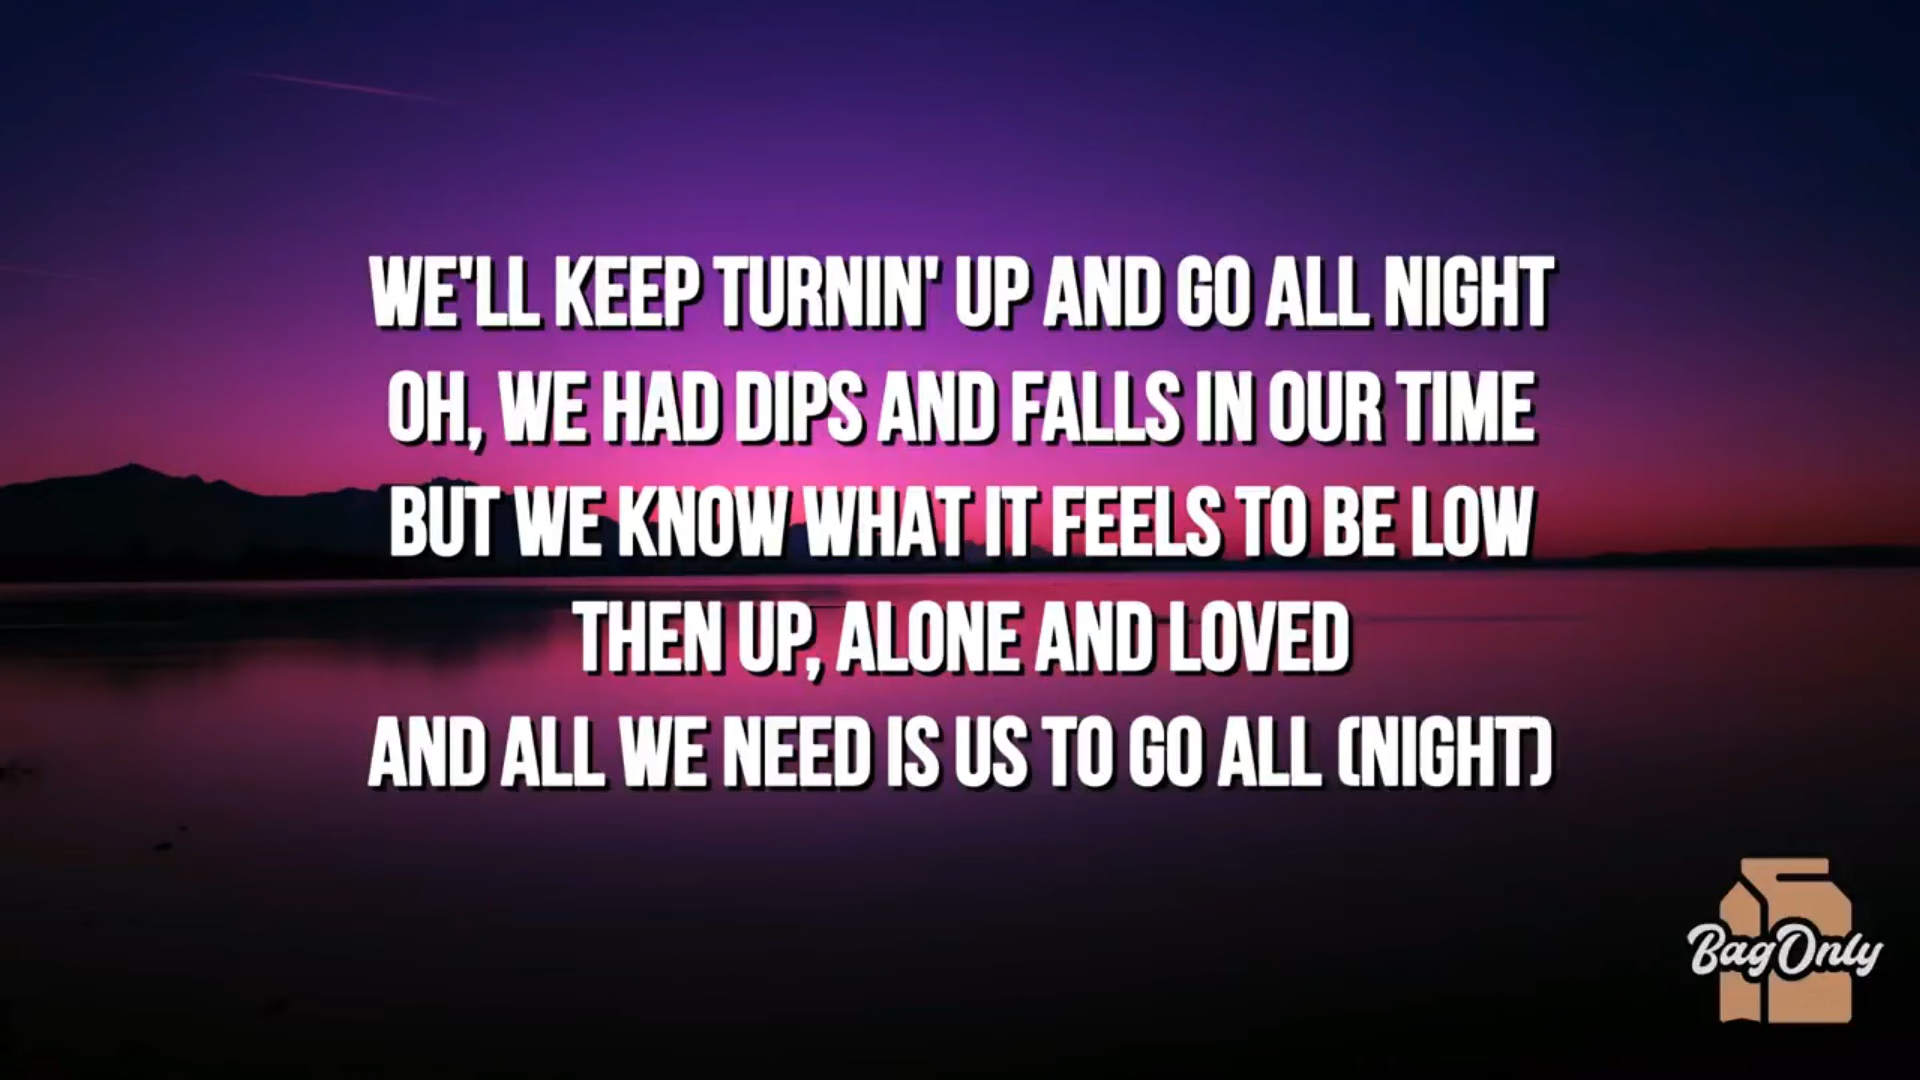 WE'LL KEEP TURNIN' UP AND GO ALL NIGHT
OH, WE HAD DIPS AND FALLS IN OUR TIME
BUT WE KNOW WHAT IT FEELS TO BE LOW
THEN UP, ALONE AND LOVED
AND ALL WE NEED IS US TO GO ALL (NIGHT)
BagOnly